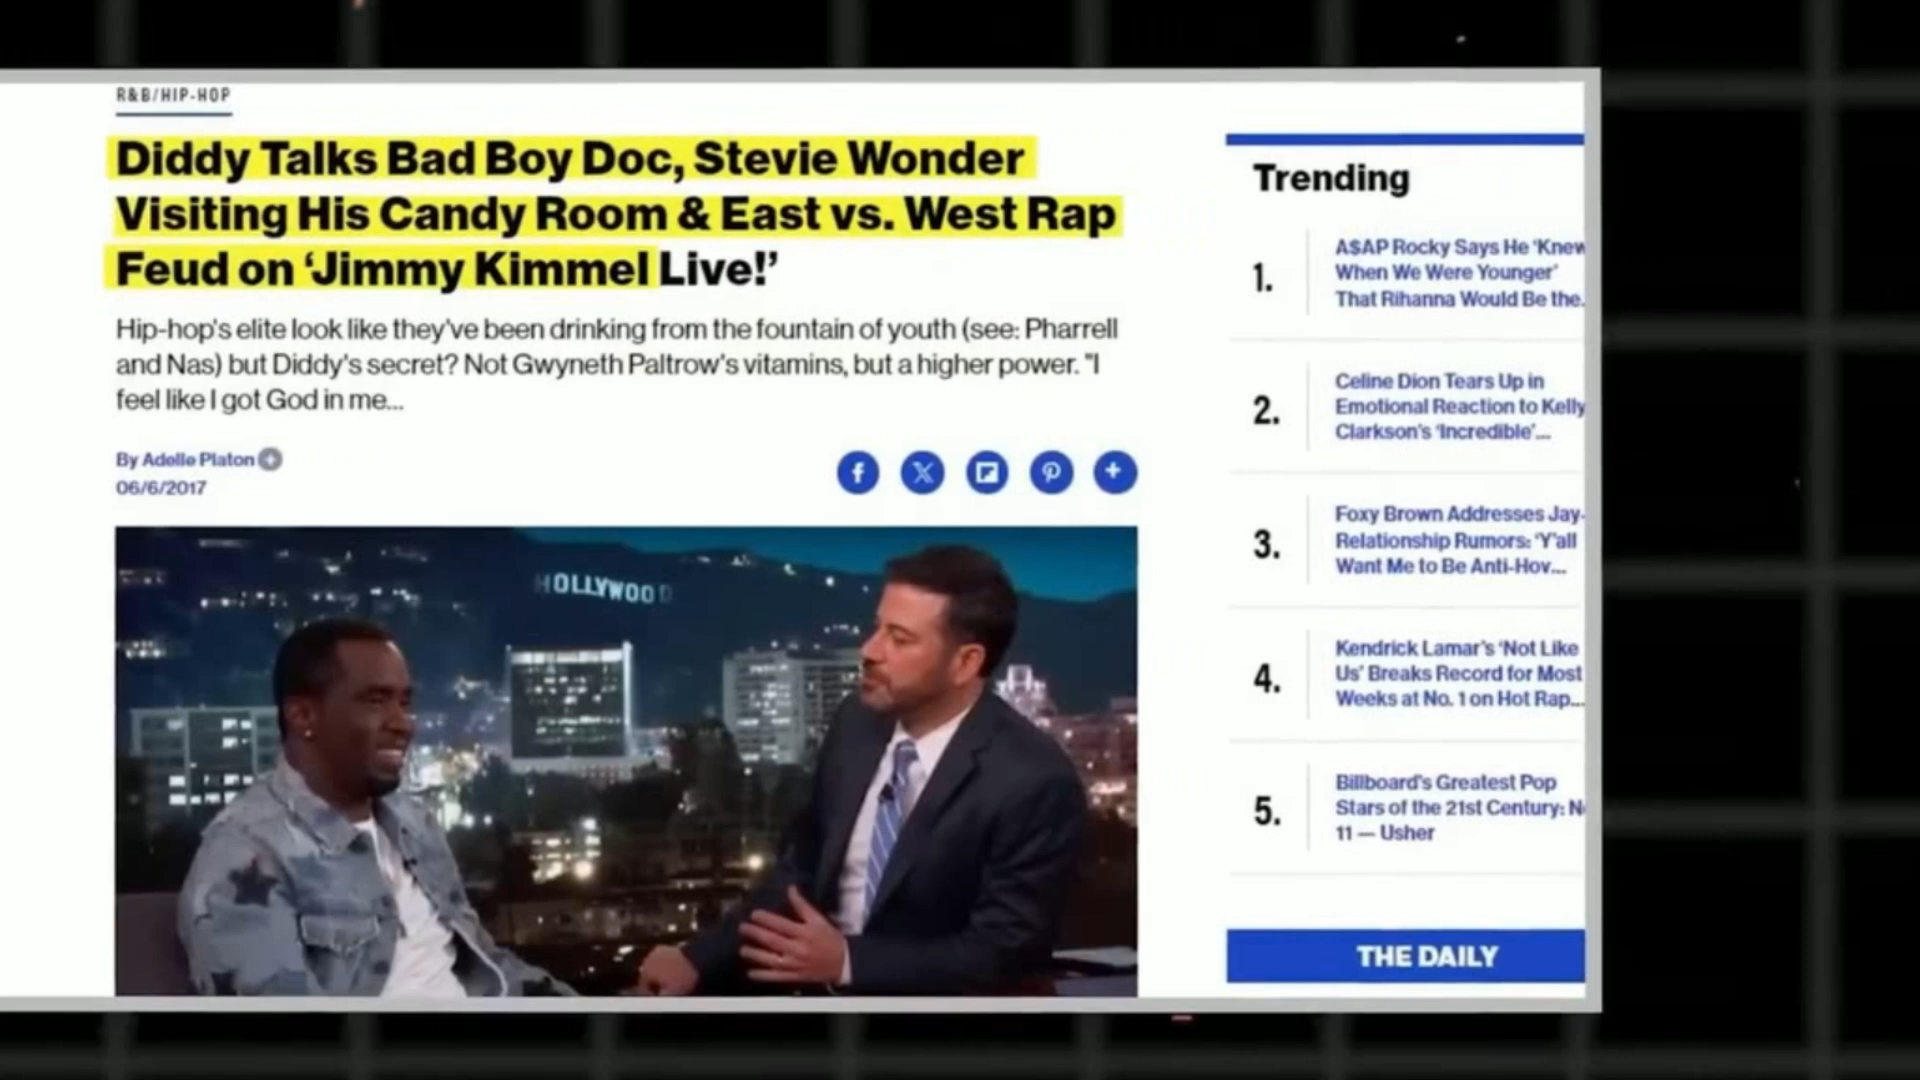 R&B/HIP-HOP
Diddy Talks Bad Boy Doc, Stevie Wonder
Visiting His Candy Room & East vs. West Rap
Feud on ‘Jimmy Kimmel Live!’
Hip-hop's elite look like they've been drinking from the fountain of youth (see: Pharrell
and Nas) but Diddy's secret? Not Gwyneth Paltrow's vitamins, but a higher power. "I
feel like I got God in me...
By Adelle Platon
06/6/2017
HOLLYWOOD
Trending
1.
A$AP Rocky Says He ‘Knew
When We Were Younger’
That Rihanna Would Be the.
2.
Celine Dion Tears Up in
Emotional Reaction to Kelly
Clarkson's ‘Incredible’...
3.
Foxy Brown Addresses Jay-
Relationship Rumors: ‘Y'all
Want Me to Be Anti-Hov...
4.
Kendrick Lamar's ‘Not Like
Us’ Breaks Record for Most
Weeks at No. 1 on Hot Rap...
5.
Billboard's Greatest Pop
Stars of the 21st Century: N
11 — Usher
THE DAILY